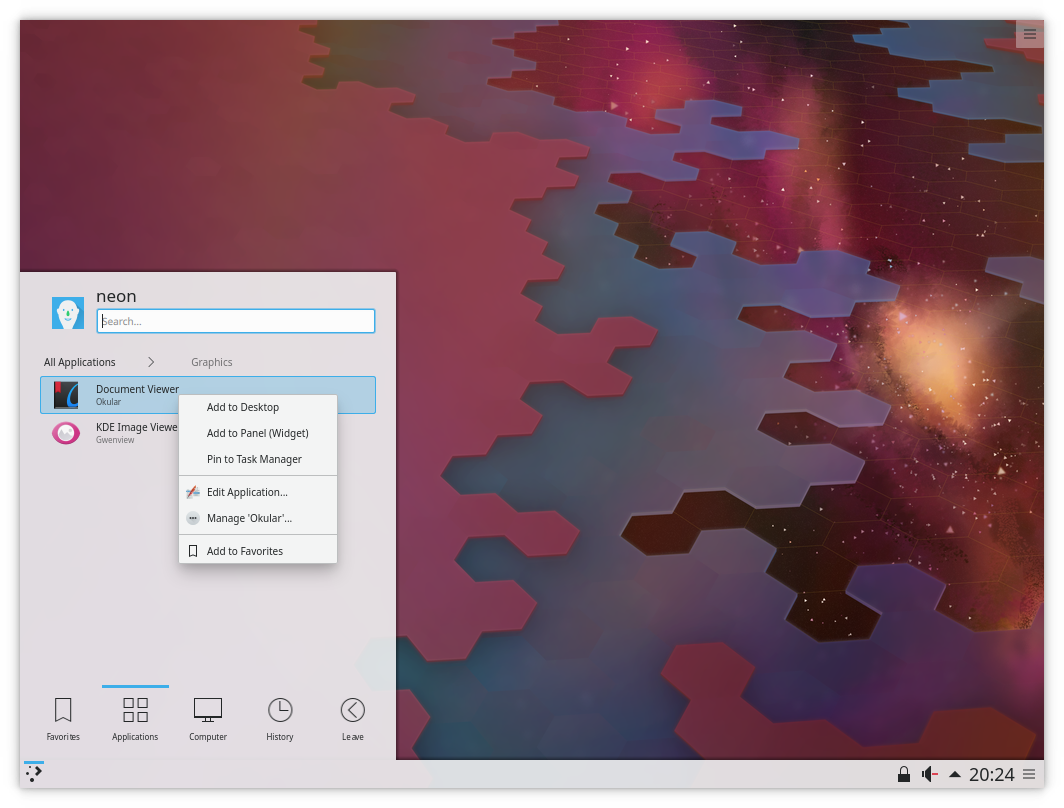 neon
Search...
All Applications
Graphics
Document Viewer
Okular
KDE Image Viewe
Gwenview
Add to Desktop
Add to Panel (Widget)
Pin to Task Manager
Edit Application...
Manage 'Okular'...
Add to Favorites
Favorites
Applications
Computer
History
Leave
20:24